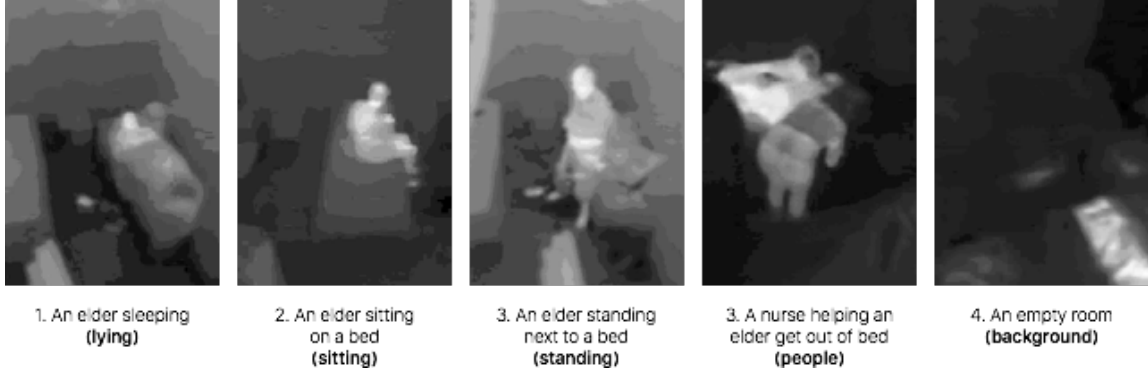 1. An elder sleeping
(lying)
2. An elder sitting
on a bed
(sitting)
3. An elder standing
next to a bed
(standing)
3. A nurse helping an
elder get out of bed
(people)
4. An empty room
(background)